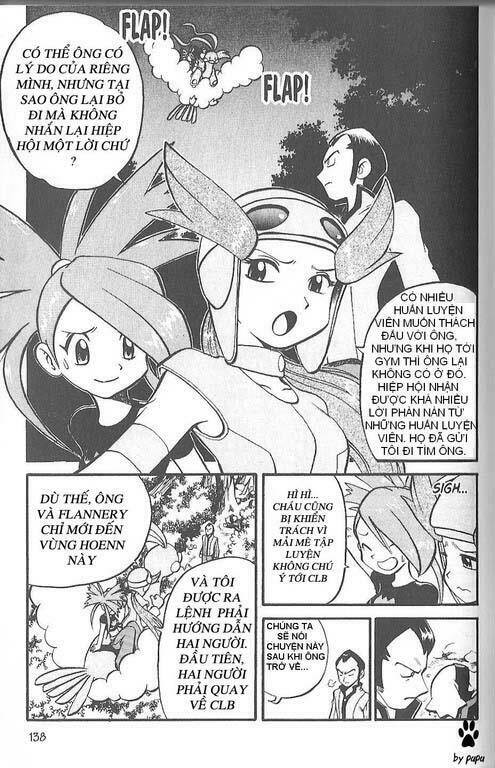 FLAP!
FLAP!
CÓ THỂ ÔNG CÓ
LÝ DO CỦA RIÊNG
MÌNH, NHƯNG TẠI
SAO ÔNG LẠI BỎ
ĐI MÀ KHÔNG
NHẮN LẠI HIỆP
HỘI MỘT LỜI CHỨ
?
CÓ NHIỀU
HUẤN LUYỆN
VIÊN MUỐN THÁCH
ĐẤU VỚI ÔNG,
NHƯNG KHI HỌ TỚI
GYM THÌ ÔNG LẠI
KHÔNG CÓ Ở ĐÓ.
HIỆP HỘI NHẬN
ĐƯỢC KHÁ NHIỀU
LỜI PHÀN NÀN TỪ
NHỮNG HUẤN LUYỆN
VIÊN. HỌ ĐÃ GỬI
TÔI ĐI TÌM ÔNG.
SIGH...
HÌ HÌ...
CHÁU CŨNG
BỊ KHIỂN
TRÁCH VÌ
MẢI MÊ TẬP
LUYỆN
KHÔNG CHÚ
Ý TỚI CLB
DÙ THẾ, ÔNG
VÀ FLANNERY
CHỈ MỚI ĐẾN
VÙNG HOENN
NÀY
VÀ TÔI
ĐƯỢC RA
LỆNH PHẢI
HƯỚNG DẪN
HAI NGƯỜI.
ĐẦU TIÊN,
HAI NGƯỜI
PHẢI QUAY
VỀ CLB
CHÚNG TA
SẼ NÓI
CHUYỆN NÀY
SAU KHI ÔNG
TRỞ VỀ...
138
by papu